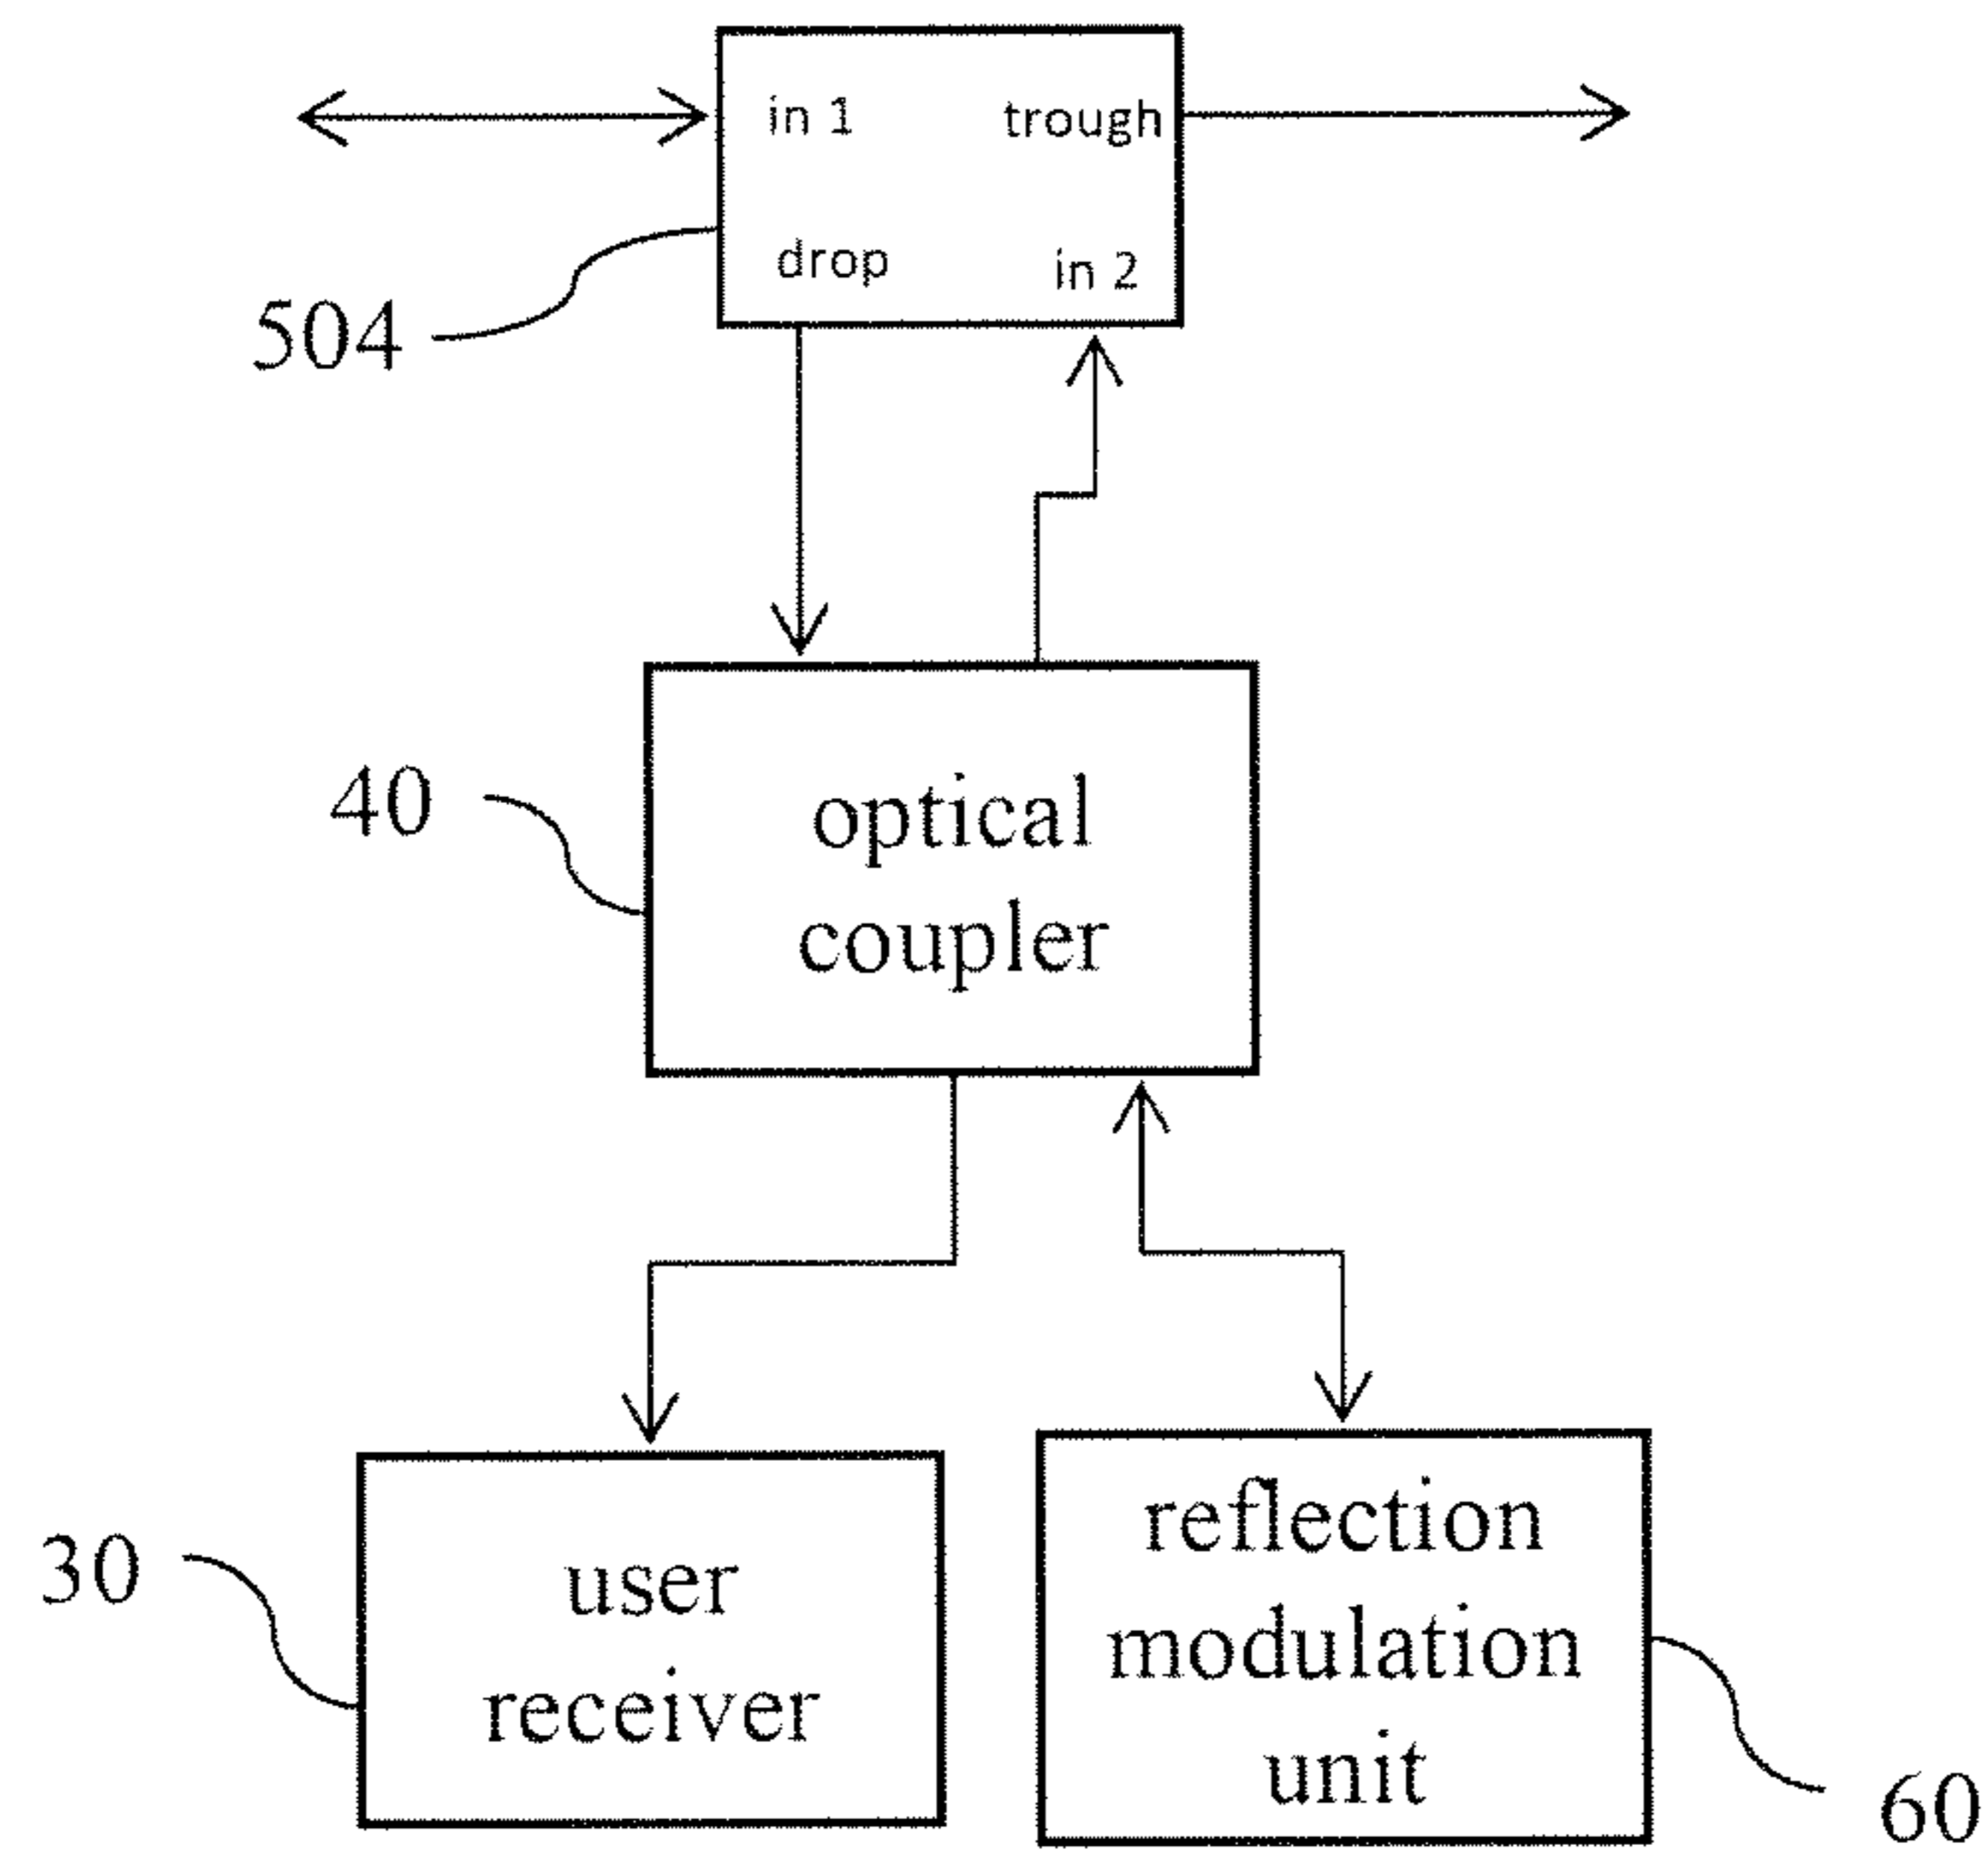 in 1
trough
drop
in 2
504
40
optical
coupler
30
user
receiver
reflection
modulation
unit
60